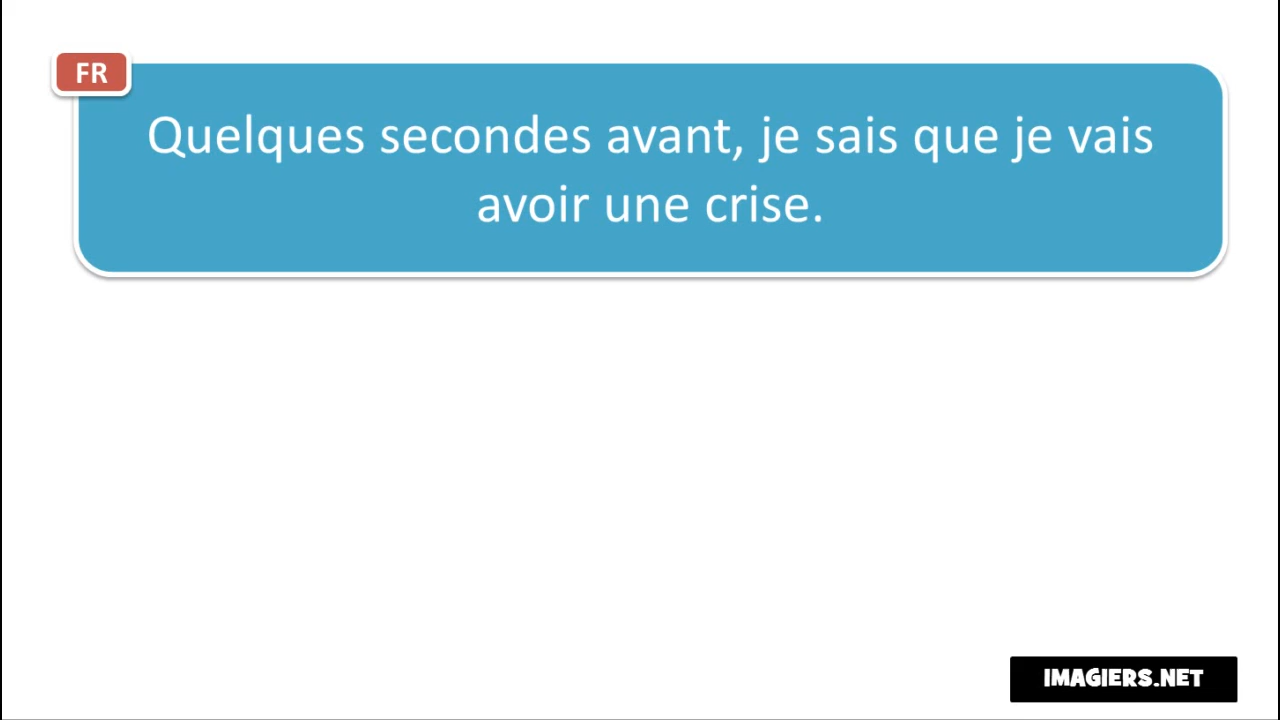 FR
Quelques secondes avant, je sais que je vais
avoir une crise.
IMAGIERS.NET